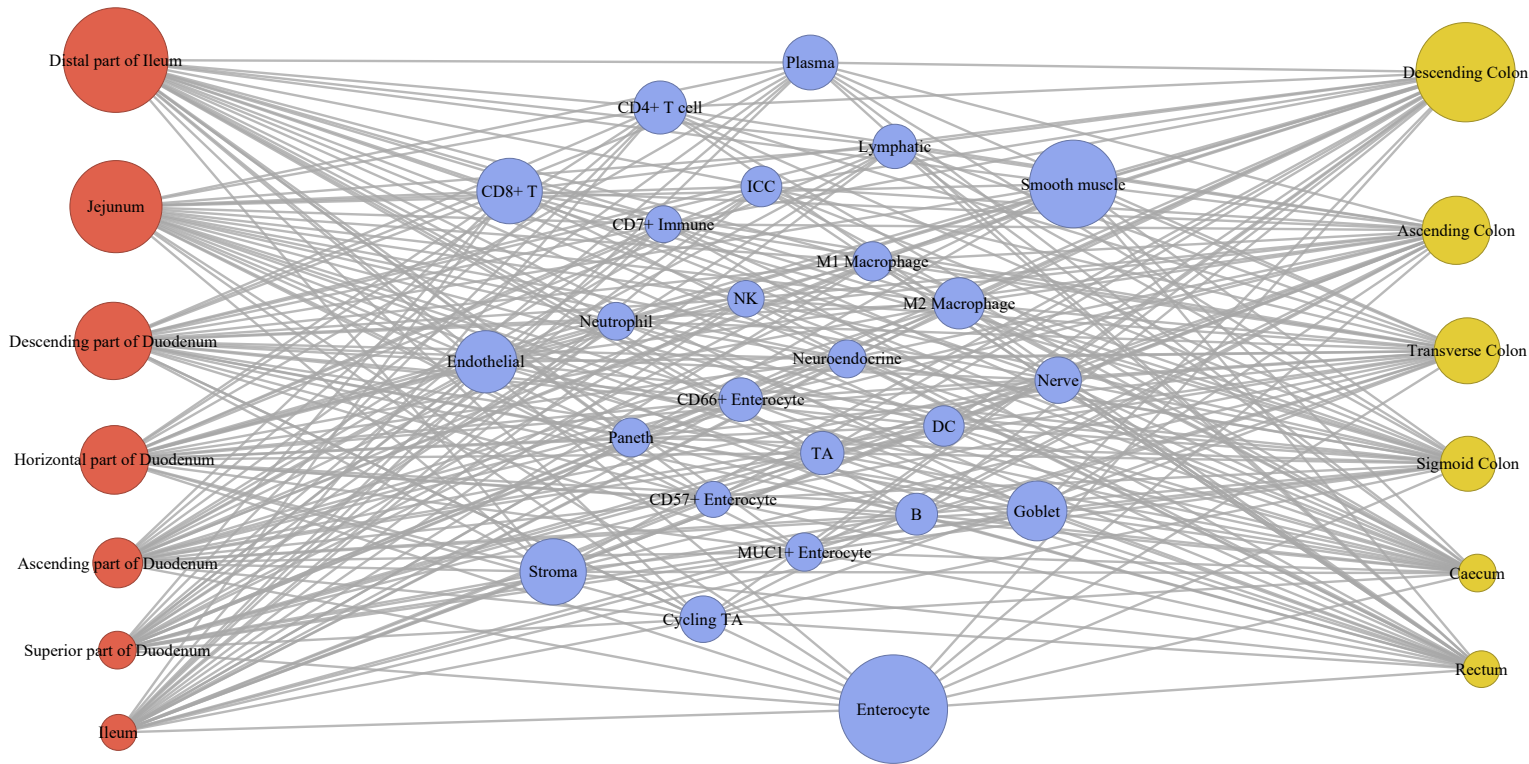 Distal part of Ileum
Jejunum
Descending part of Duodenum
Horizontal part of Duodenum
Ascending part of Duodenum
Superior part of Duodenum
Ileum
Plasma
CD4+ T cell
Lymphatic
CD8+ T
ICC
Smooth muscle
CD7+ Immune
M1 Macrophage
NK
M2 Macrophage
Neutrophil
Endothelial
Neuroendocrine
Nerve
CD66+ Enterocyte
DC
Paneth
TA
CD57+ Enterocyte
B
Goblet
MUC1+ Enterocyte
Stroma
Cycling TA
Enterocyte
Descending Colon
Ascending Colon
Transverse Colon
Sigmoid Colon
Caecum
Rectum